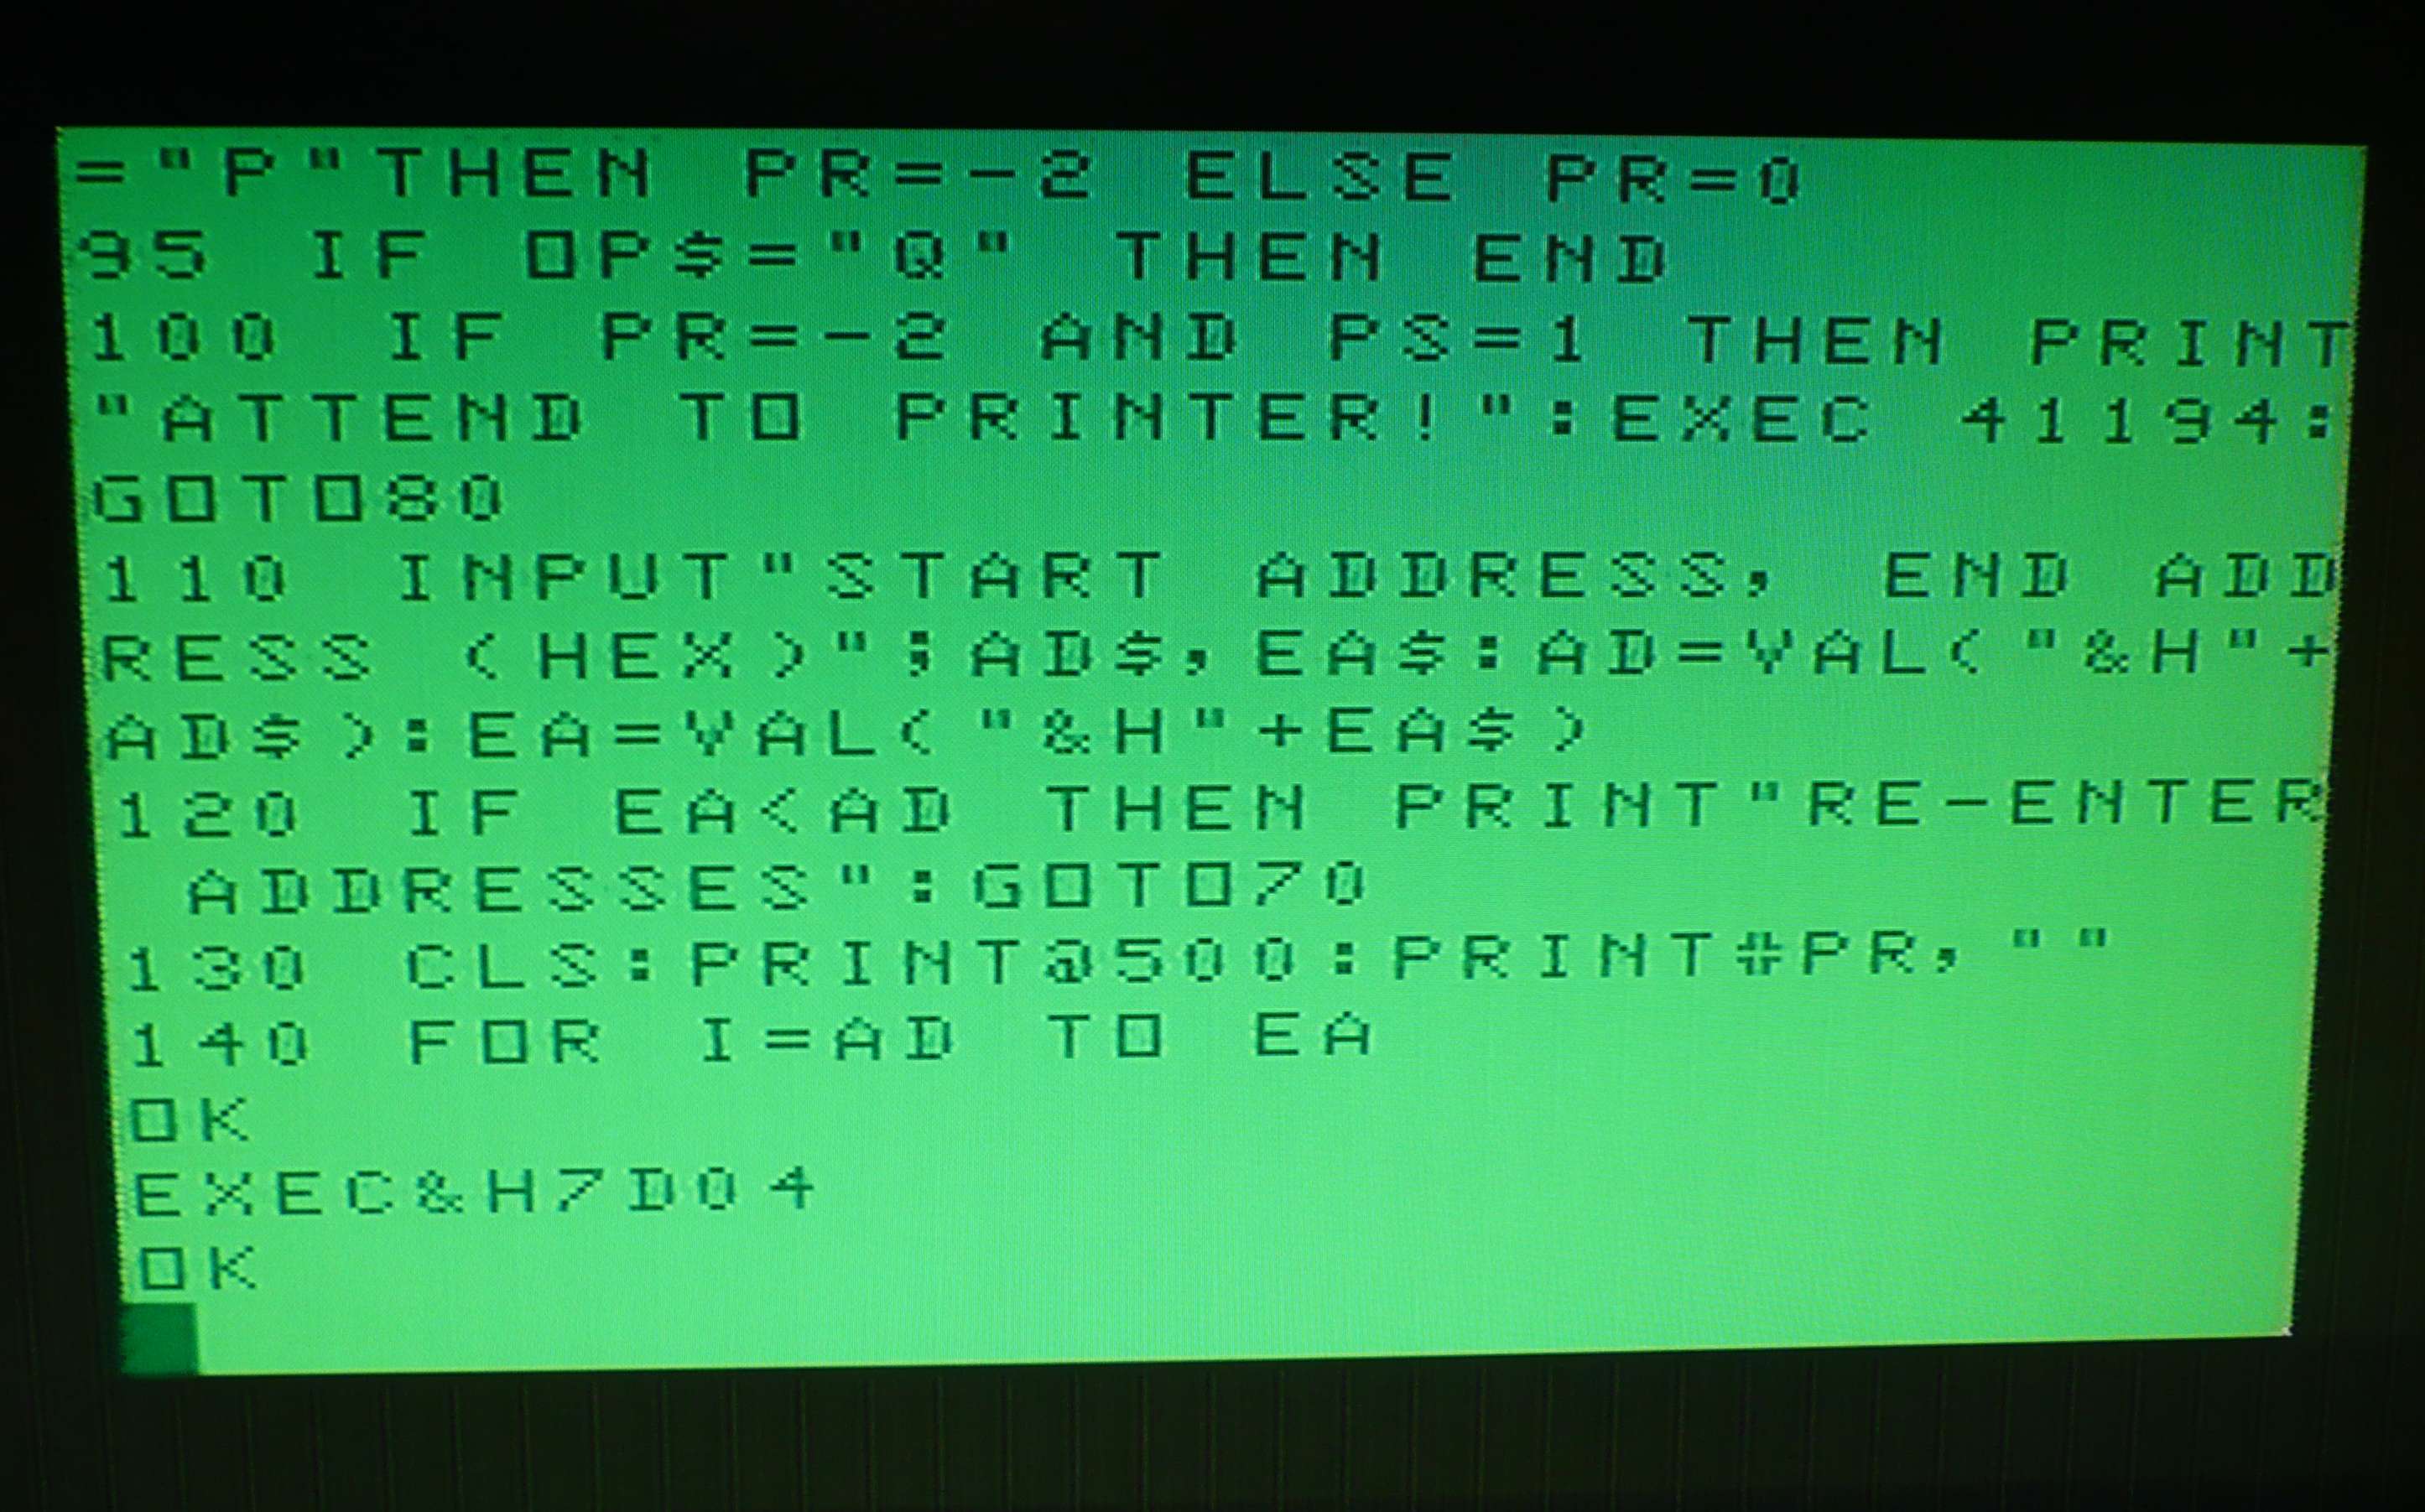 ="P"THEN PR=-2 ELSE PR=0
95 IF OP$="Q" THEN END
100 IF PR=-2 AND PS=1 THEN PRINT
"ATTEND TO PRINTER!":EXEC 41194:
GOTO80
110 INPUT"START ADDRESS, END ADD
RESS (HEX)";AD$,EA$:AD=VAL("&H"+
AD$):EA=VAL("&H"+EA$)
120 IF EA<AD THEN PRINT"RE-ENTER
 ADDRESSES":GOTO70
130 CLS:PRINT@500:PRINT#PR,""
140 FOR I=AD TO EA
OK
EXEC&H7D04
OK